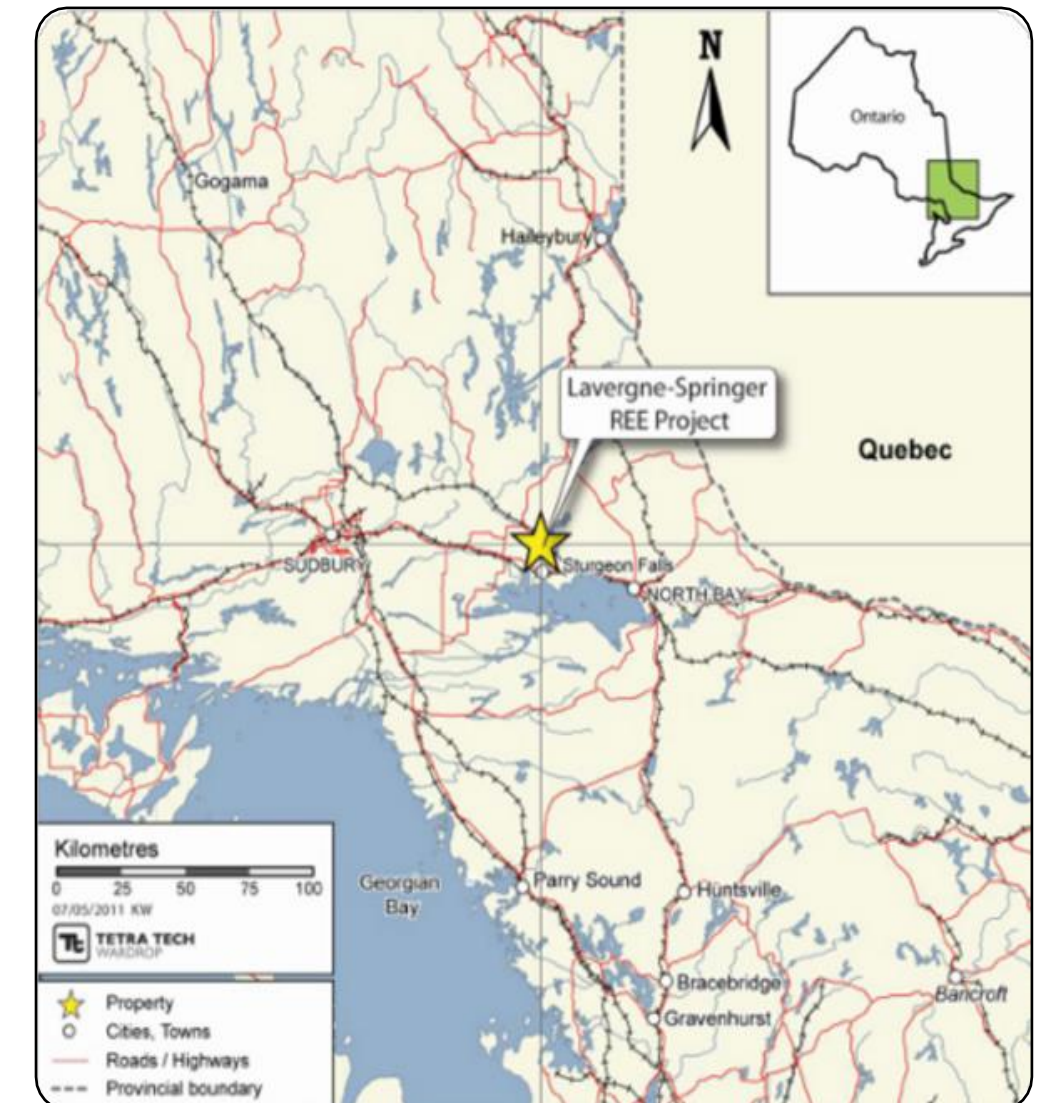 N
Ontario
Gogama
Haileybury
Lavergne-Springer
REE Project
Quebec
SUDBURY
Sturgeon Falls
NORTH BAY
Kilometres
0 25 50 75 100
07/05/2011 KW
Tt TETRA TECH
WARDROP
Georgian
Bay
Parry Sound
Huntsville
Bracebridge
Bancroft
Gravenhurst
Property
Cities, Towns
Roads / Highways
Provincial boundary